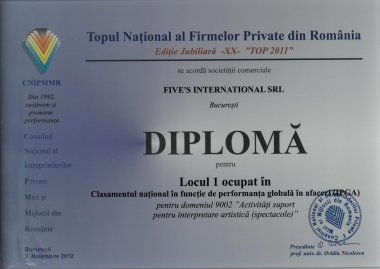 Topul Național al Firmelor Private din România
Ediție Jubiliară -XX- "TOP 2011"
se acordă societății comerciale
FIVE'S INTERNATIONAL SRL
București
DIPLOMĂ
pentru
Locul 1 ocupat în
Clasamentul național în funcție de performanța globală în afaceri (IPGA)
pentru domeniul 9002 "Activități suport
pentru interpretare artistică (spectacole)"
Președinte
prof. univ. dr. Ovidiu Nicolescu
CNIPMMR
Din 1992,
susținem și
premiem
performanța
Consiliul
Național al
Întreprinderilor
Private
Mici și
Mijlocii din
România
București
2 Noiembrie 2012